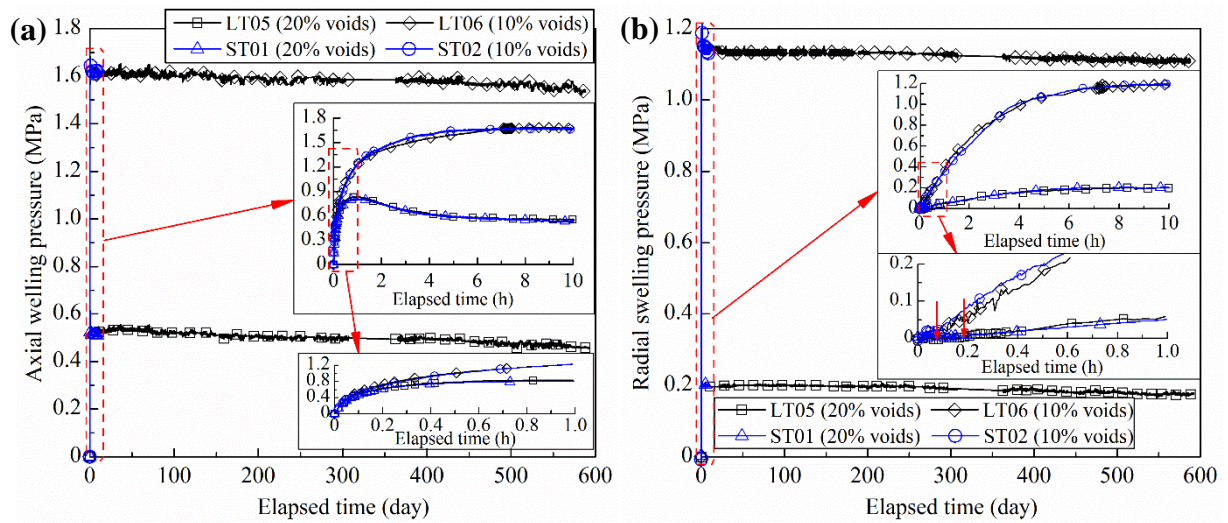 (a)
LT05 (20% voids) LT06 (10% voids)
ST01 (20% voids) ST02 (10% voids)
Axial welling pressure (MPa)
1.8
1.6
1.4
1.2
1.0
0.8
0.6
0.4
0.2
0
0 100 200 300 400 500 600
Elapsed time (day)
1.8
1.5
1.2
0.9
0.6
0.3
0
0 2 4 6 8 10
Elapsed time (h)
1.2
0.8
0.4
0
0 0.2 0.4 0.6 0.8 1.0
Elapsed time (h)
(b)
Radial swelling pressure (MPa)
1.2
1.0
0.8
0.6
0.4
0.2
0
0 100 200 300 400 500 600
Elapsed time (day)
1.2
1.0
0.8
0.6
0.4
0.2
0
0 2 4 6 8 10
Elapsed time (h)
0.2
0.1
0
0 0.2 0.4 0.6 0.8 1.0
Elapsed time (h)
LT05 (20% voids) LT06 (10% voids)
ST01 (20% voids) ST02 (10% voids)